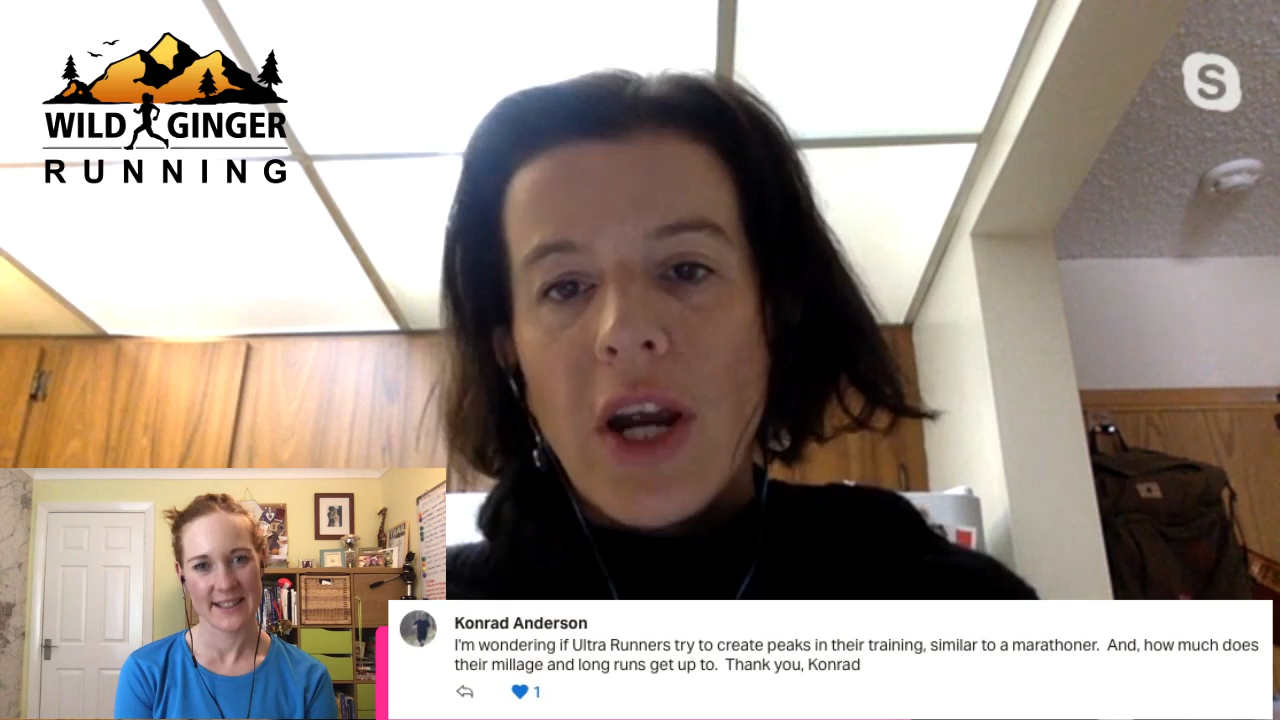 WILD GINGER
RUNNING
S
Konrad Anderson
I'm wondering if Ultra Runners try to create peaks in their training, similar to a marathoner. And, how much does
their millage and long runs get up to. Thank you, Konrad
1